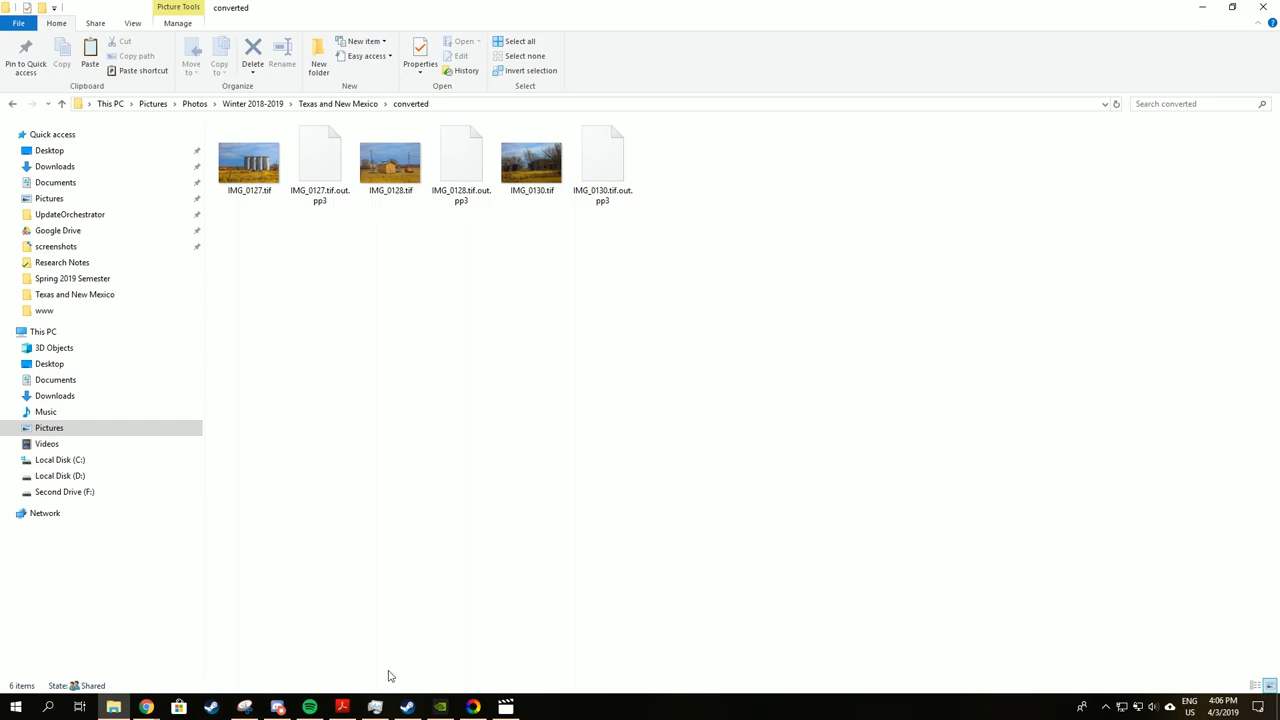 Picture Tools
converted
File
Home
Share
View
Manage
Pin to Quick access
Copy
Paste
Cut
Copy path
Paste shortcut
Clipboard
Move to
Copy to
Delete
Rename
Organize
New folder
New item
Easy access
New
Properties
Open
Edit
History
Open
Select all
Select none
Invert selection
Select
This PC
Pictures
Photos
Winter 2018-2019
Texas and New Mexico
converted
Search converted
Quick access
Desktop
Downloads
Documents
Pictures
UpdateOrchestrator
Google Drive
screenshots
Research Notes
Spring 2019 Semester
Texas and New Mexico
www
This PC
3D Objects
Desktop
Documents
Downloads
Music
Pictures
Videos
Local Disk (C:)
Local Disk (D:)
Second Drive (F:)
Network
IMG_0127.tif
IMG_0127.tif.out.
pp3
IMG_0128.tif
IMG_0128.tif.out.
pp3
IMG_0130.tif
IMG_0130.tif.out.
pp3
6 items
State:
Shared
ENG
US
4:06 PM
4/3/2019